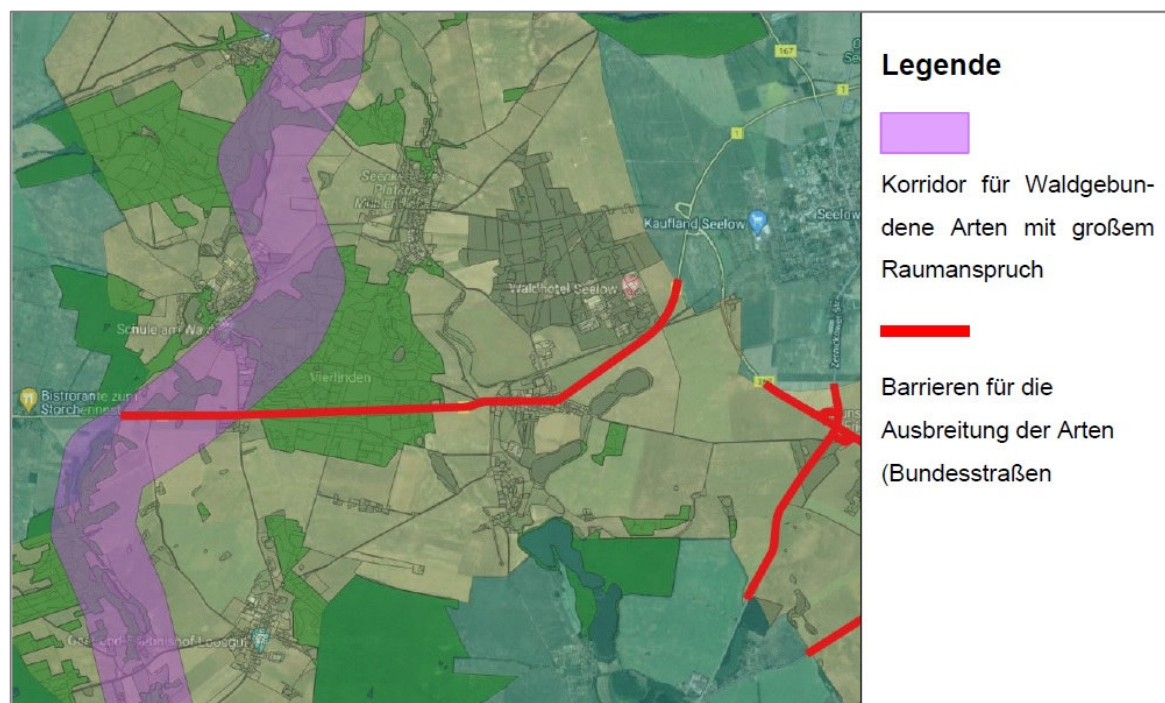 167
1
1
Seelow
Kaufland Seelow
Waldhotel Seelow
Schule am
Vierlinden
Bistrorante zum
Storchennest
4
Legende
Korridor für Waldgebun-
dene Arten mit großem
Raumanspruch
Barrieren für die
Ausbreitung der Arten
(Bundesstraßen